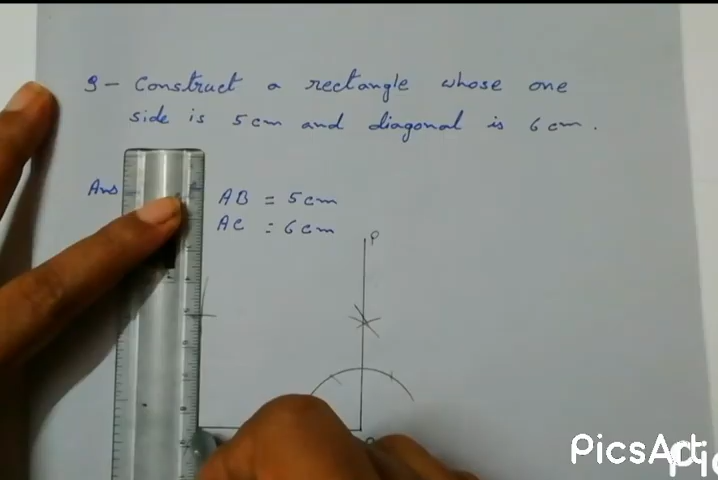 9- Construct a rectangle whose one
side is 5cm and diagonal is 6cm.
Ans
AB = 5cm
AC = 6cm
P
PicsArt